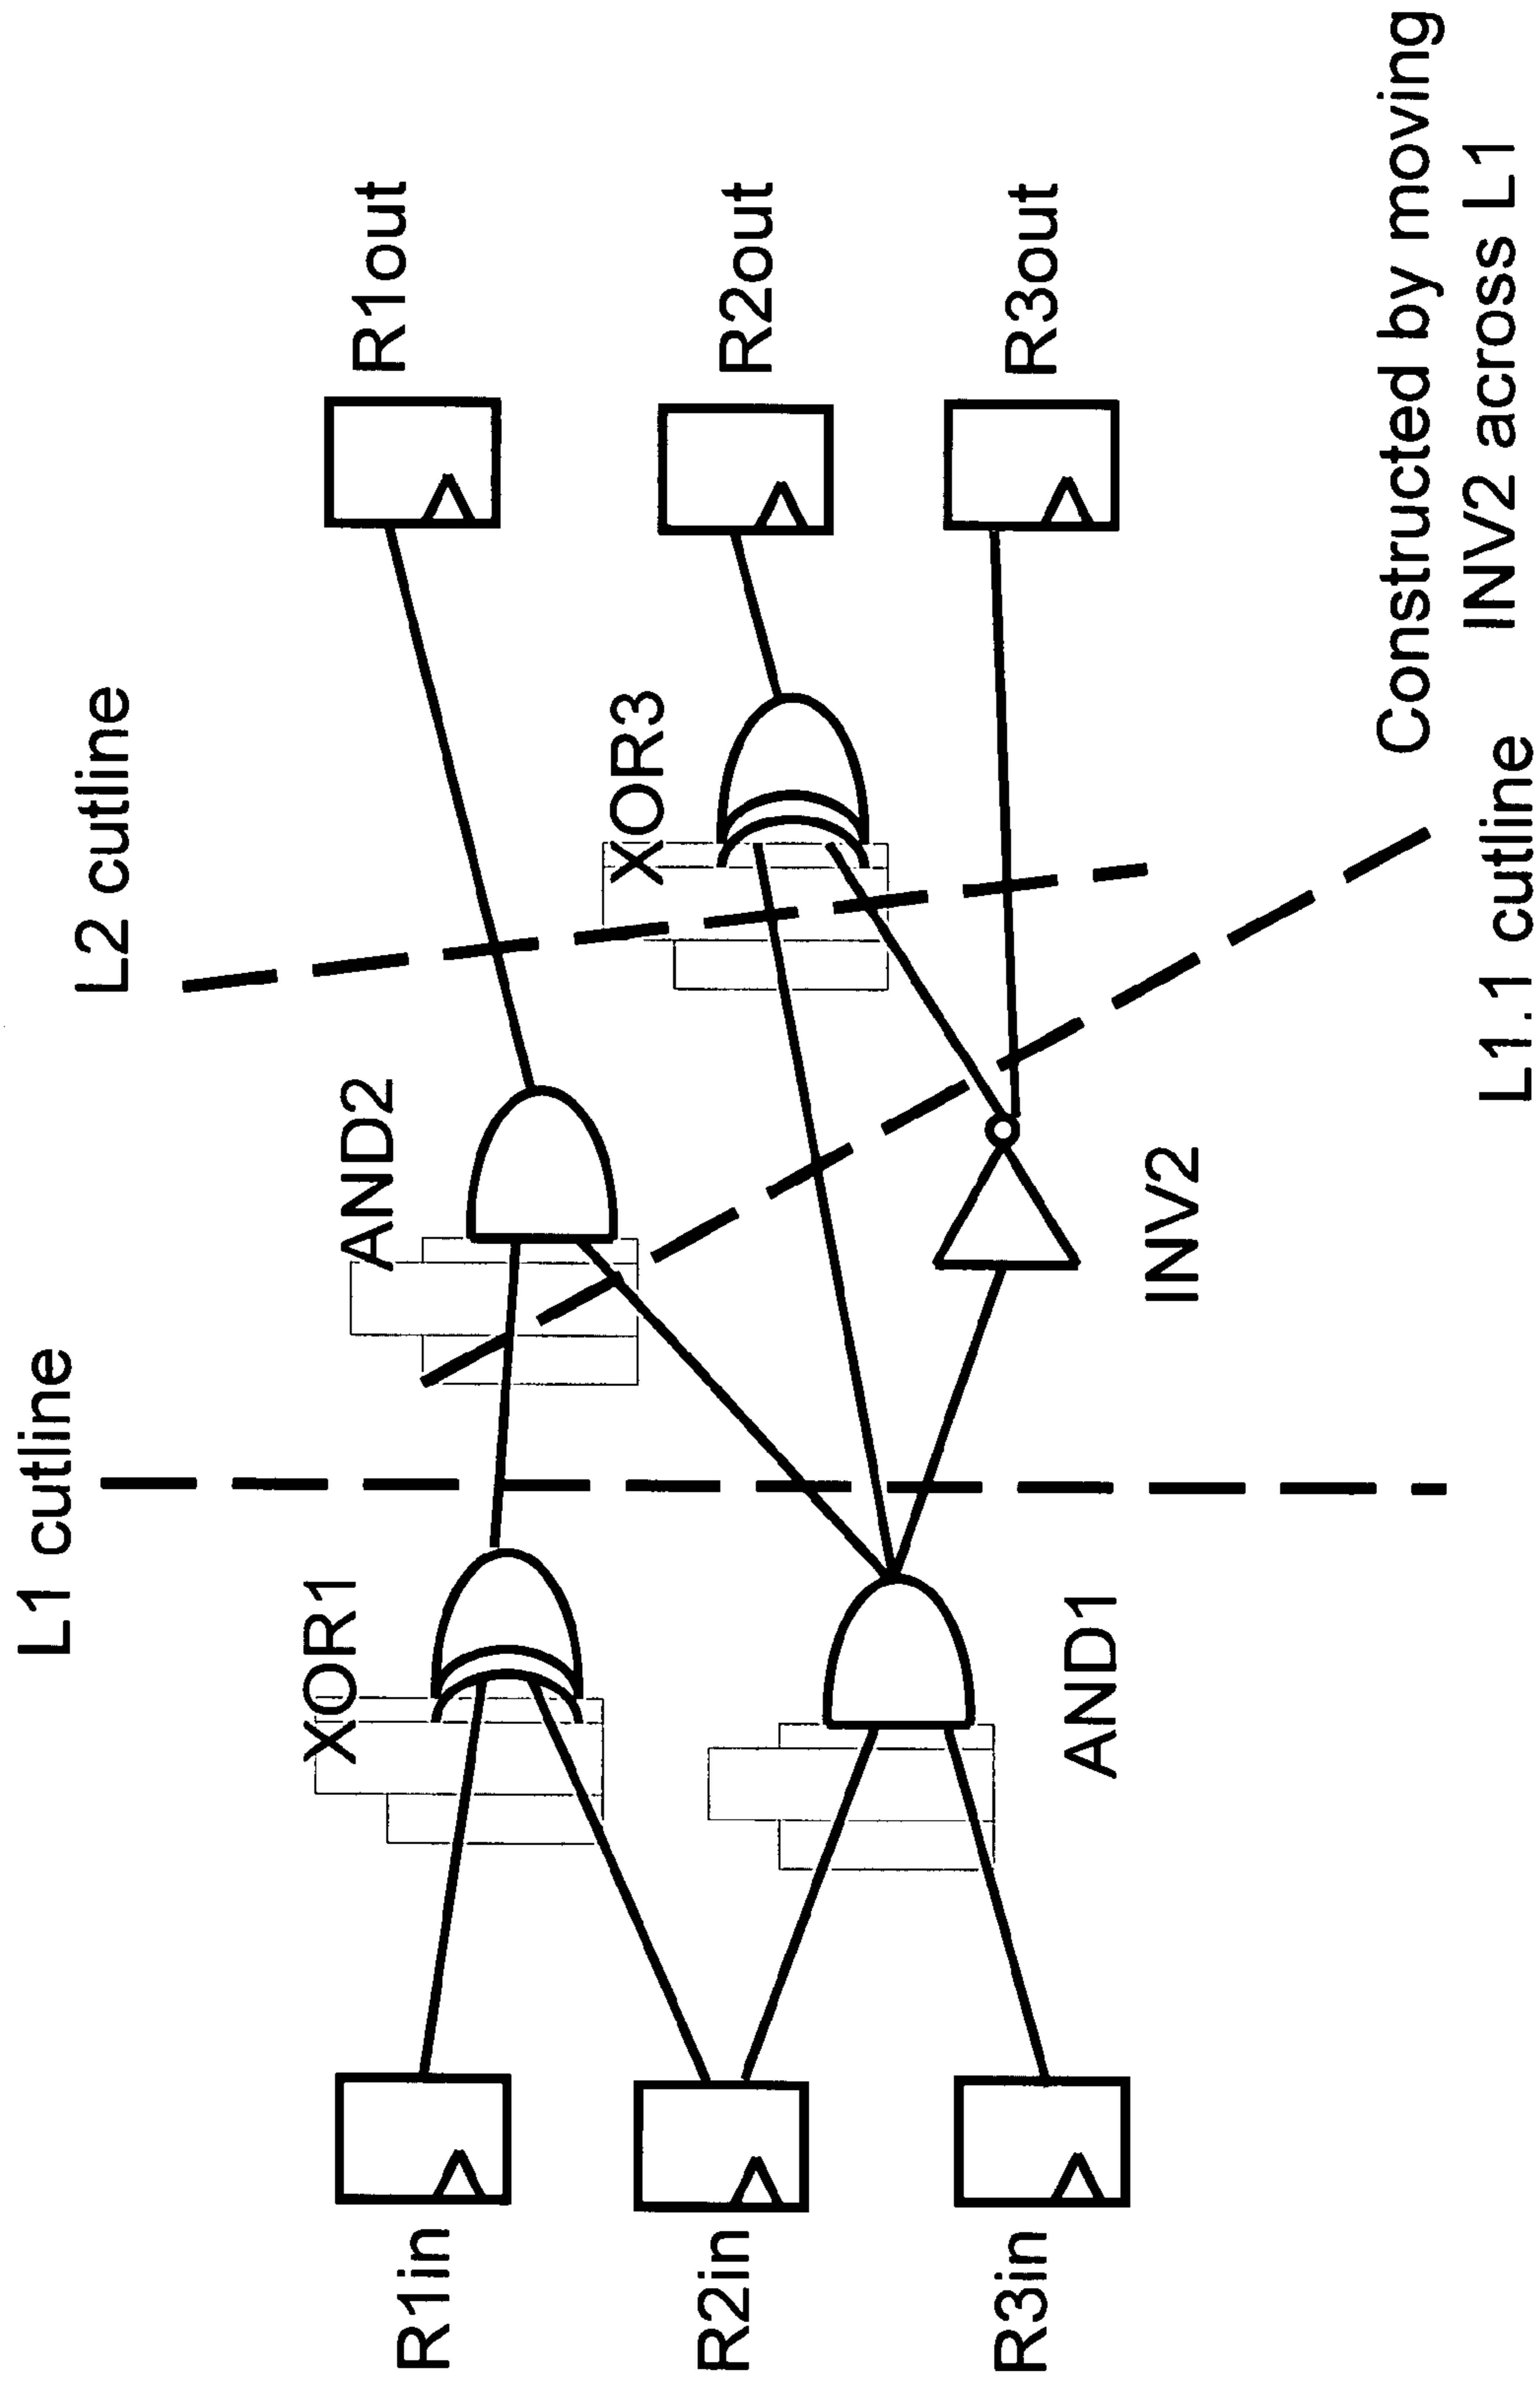 L1 cutline
L2 cutline
XOR1
AND2
R1in
R1out
XOR3
R2in
R2out
AND1
INV2
R3in
R3out
Constructed by moving
INV2 across L1
L1.1 cutline